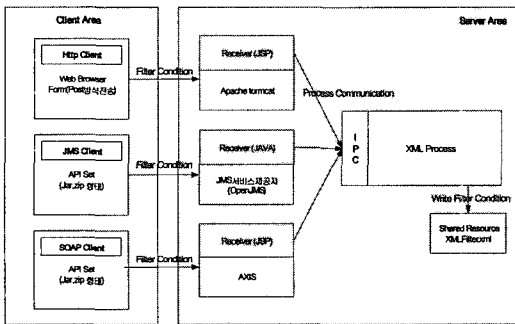 Client Area
Server Area
Http Client
Web Browser
Form(Post방식전송)
Filter Condition
Receiver (JSP)
Apache tomcat
Process Communication
JMS Client
API Set
(Jar,zip 형태)
Filter Condition
Receiver (JAVA)
JMS서비스제공자
(OpenJMS)
I
P
C
XML Process
Write Filter Condition
Shared Resource
XMLFilter.xml
SOAP Client
API Set
(Jar,zip 형태)
Filter Condition
Receiver (JSP)
AXIS